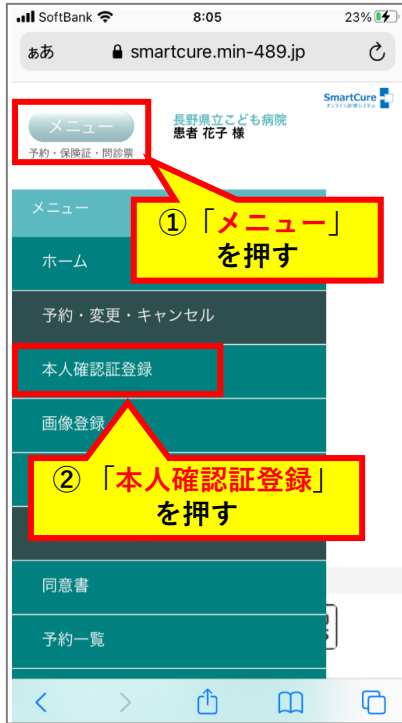 SoftBank 8:05 23%
ぁあ smartcure.min-489.jp
SmartCure
オンライン診療システム
メニュー
長野県立こども病院
患者 花子 様
予約・保険証・問診票
メニュー
①「メニュー」
を押す
ホーム
予約・変更・キャンセル
本人確認証登録
画像登録
②「本人確認証登録」
を押す
同意書
予約一覧